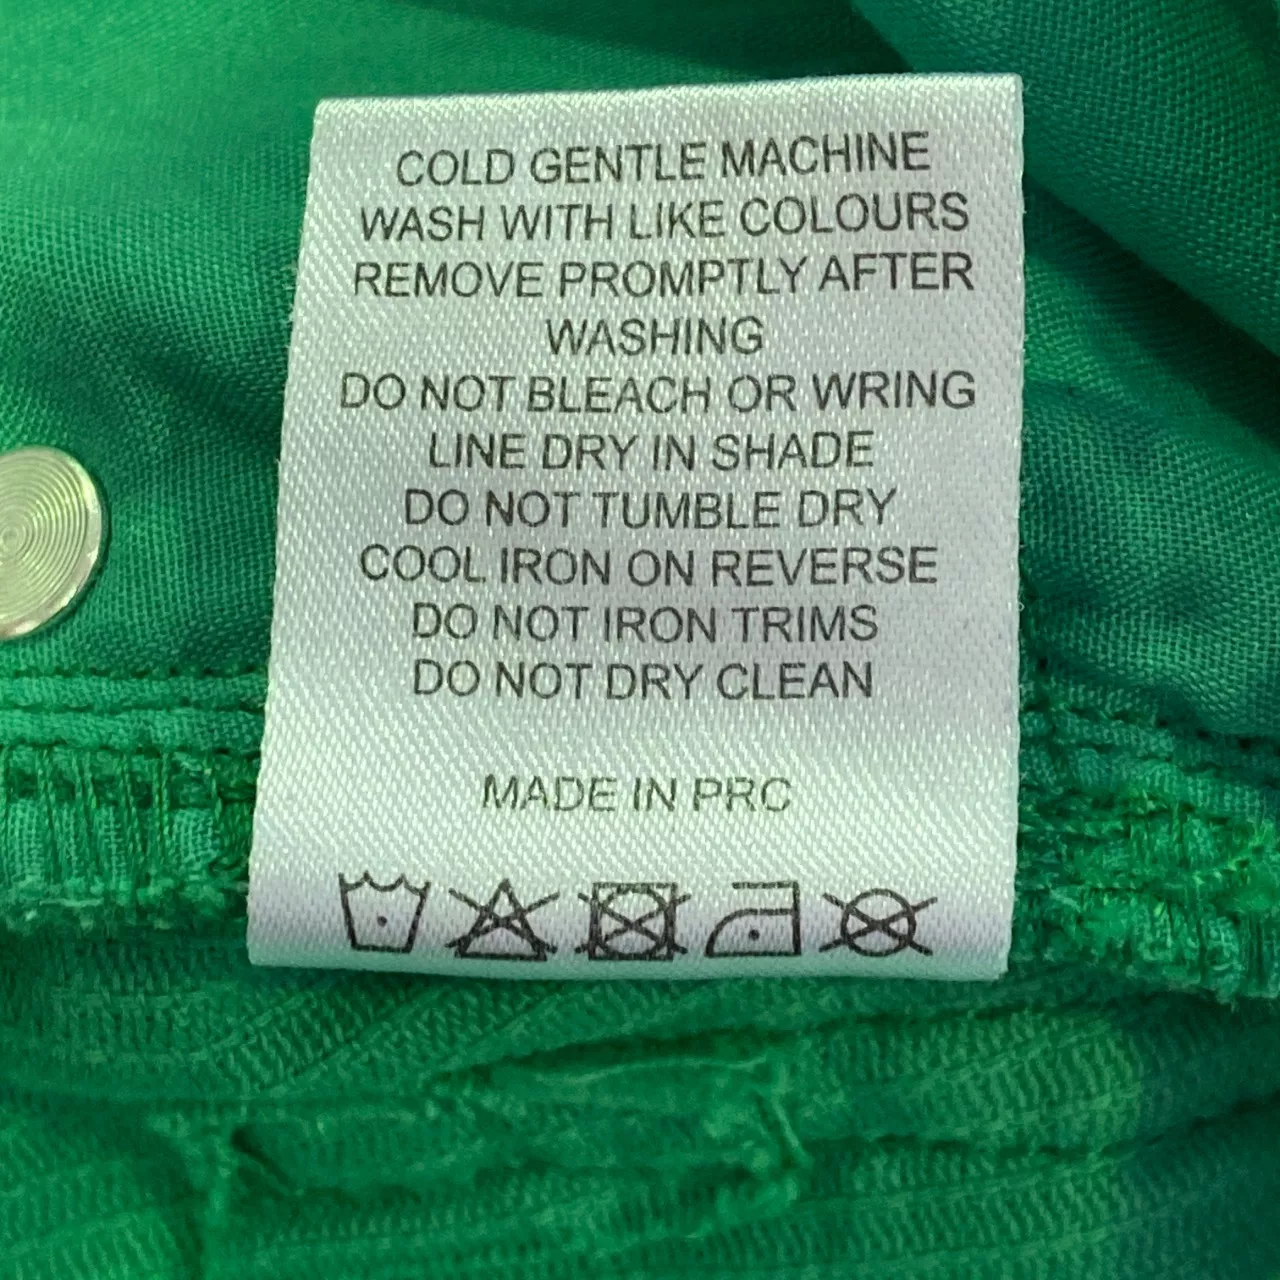 COLD GENTLE MACHINE
WASH WITH LIKE COLOURS
REMOVE PROMPTLY AFTER
WASHING
DO NOT BLEACH OR WRING
LINE DRY IN SHADE
DO NOT TUMBLE DRY
COOL IRON ON REVERSE
DO NOT IRON TRIMS
DO NOT DRY CLEAN
MADE IN PRC